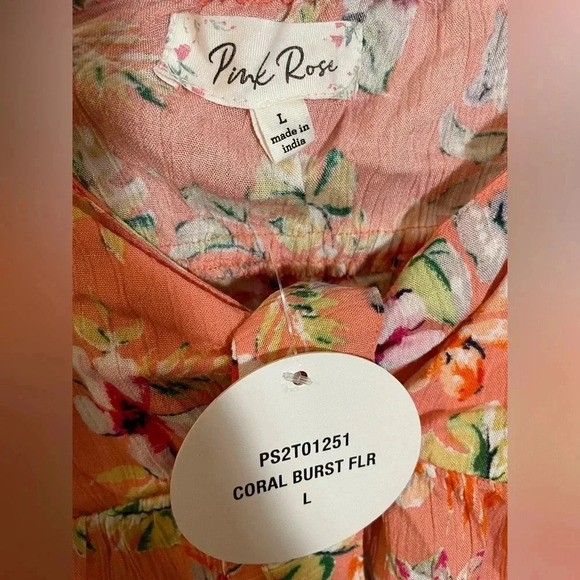 Pink Rose
L
made in
india
PS2T01251
CORAL BURST FLR
L